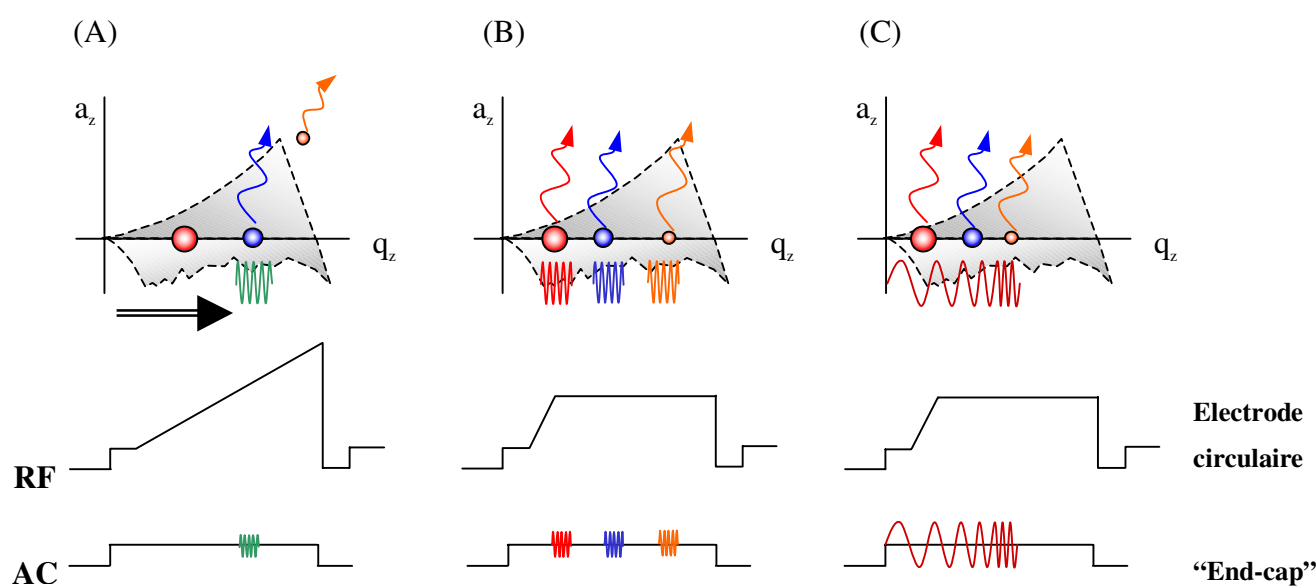 (A)
(B)
(C)
a_z
a_z
a_z
q_z
q_z
q_z
Electrode
circulaire
RF
AC
“End-cap”